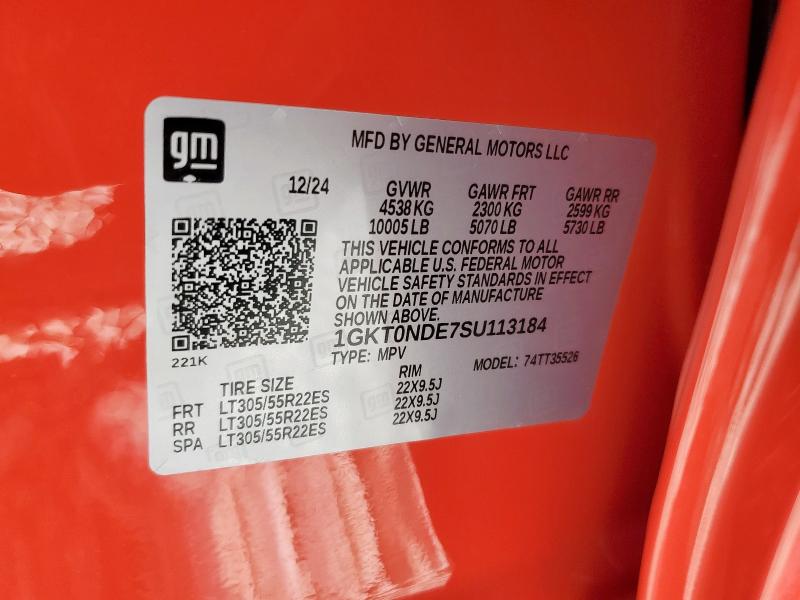 gm
MFD BY GENERAL MOTORS LLC
12/24 GVWR GAWR FRT GAWR RR
4538 KG 2300 KG 2599 KG
10005 LB 5070 LB 5730 LB
THIS VEHICLE CONFORMS TO ALL
APPLICABLE U.S. FEDERAL MOTOR
VEHICLE SAFETY STANDARDS IN EFFECT
ON THE DATE OF MANUFACTURE
SHOWN ABOVE.
1GKT0NDE7SU113184
221K
TYPE: MPV MODEL: 74TT35526
TIRE SIZE RIM
FRT LT305/55R22ES 22X9.5J
RR LT305/55R22ES 22X9.5J
SPA LT305/55R22ES 22X9.5J